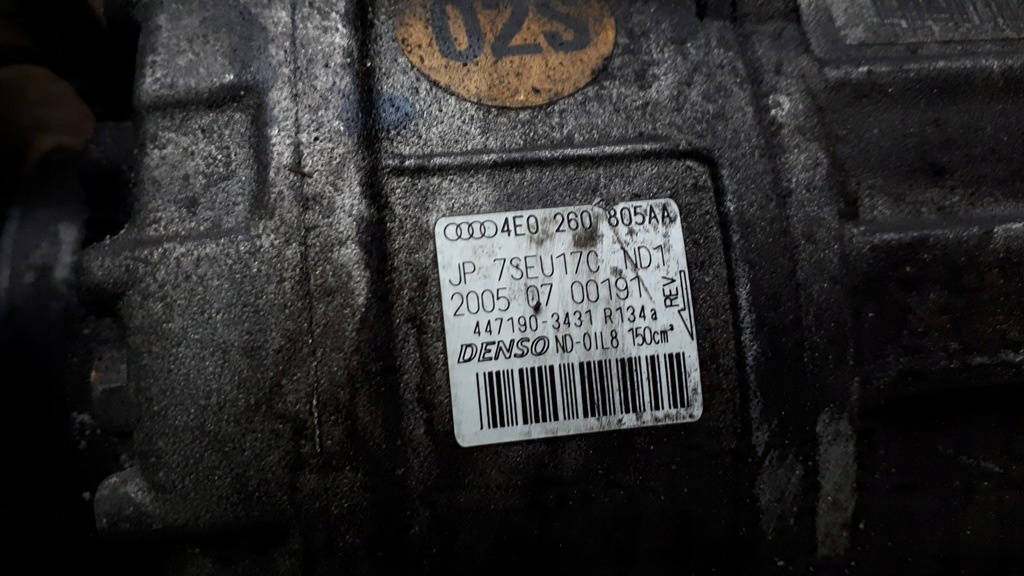 02S
4E0 260 805AA
JP 7SEU17C ND1
2005 07 00191
REV
447190-3431 R134a
DENSO ND-OIL8 150cm³